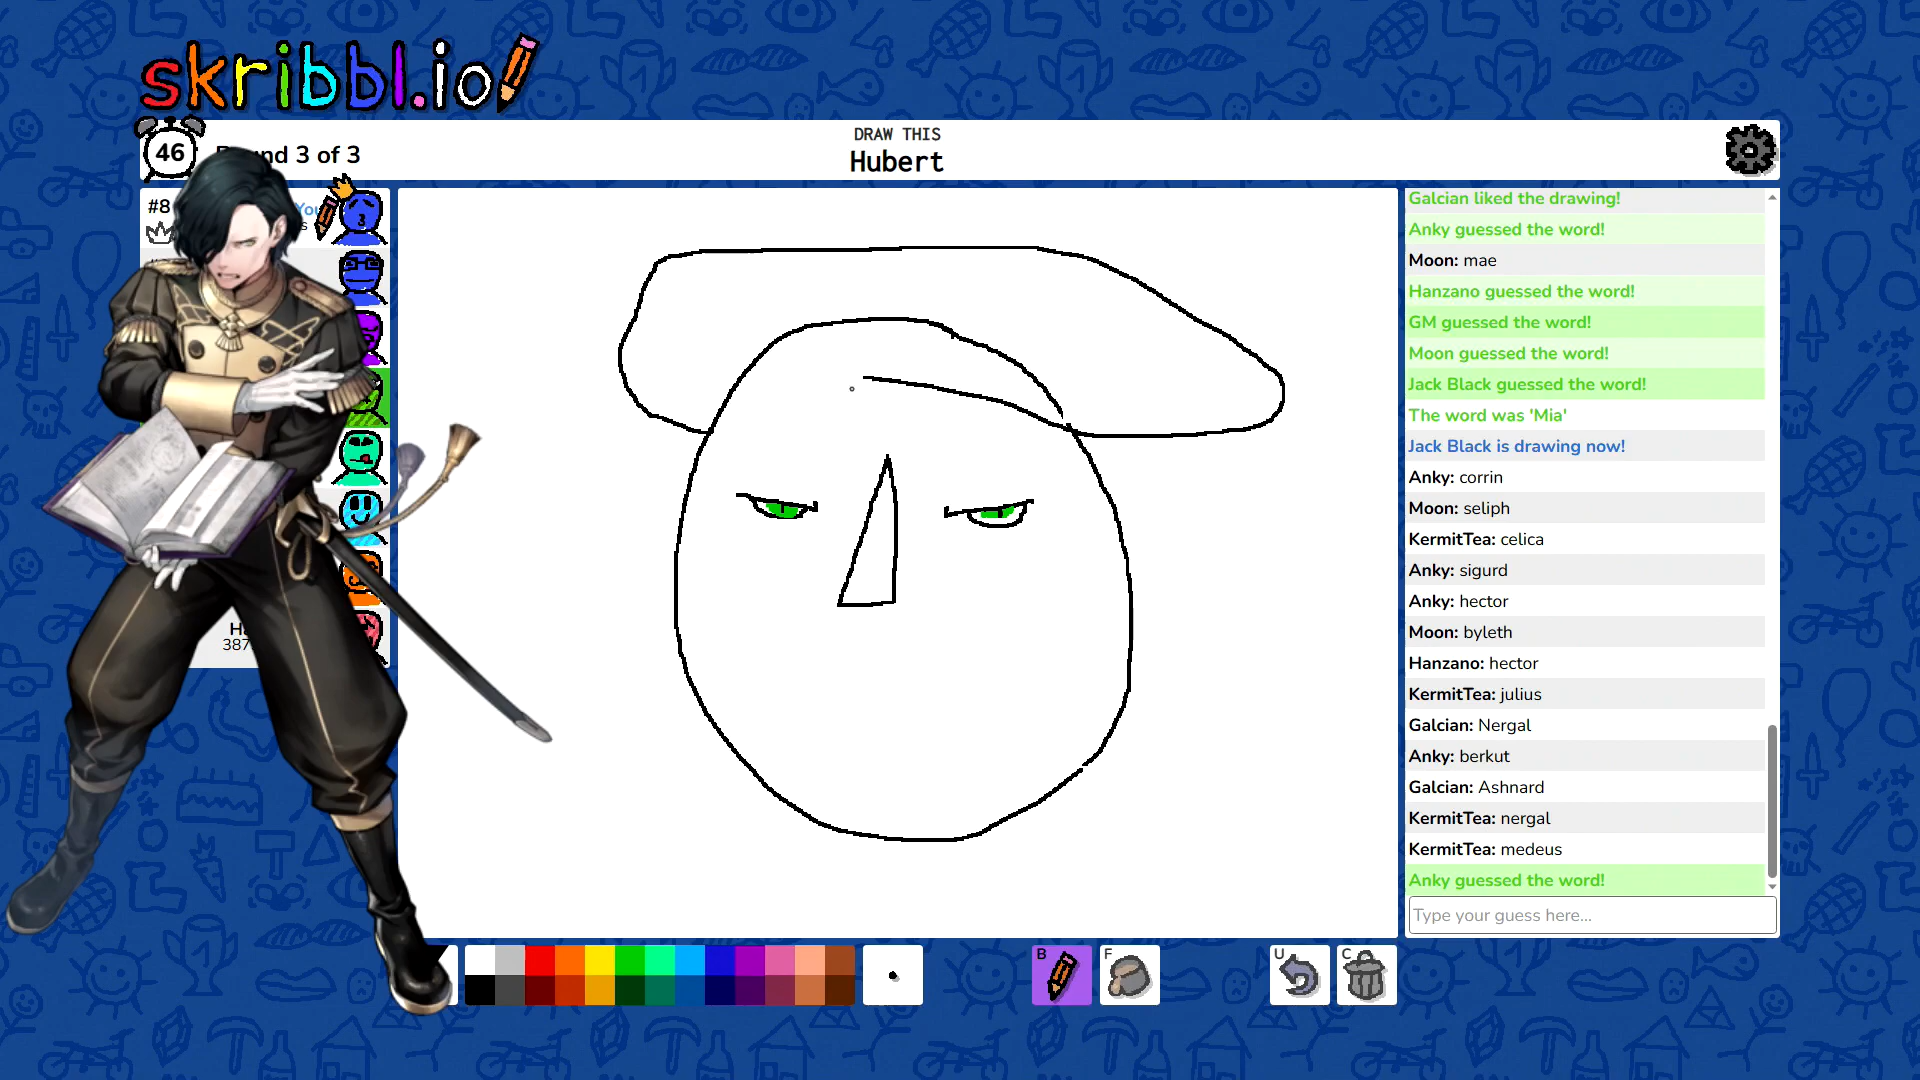 skribbl.io
46
nd 3 of 3
DRAW THIS
Hubert
#8
You
s
387
Galcian liked the drawing!
Anky guessed the word!
Moon: mae
Hanzano guessed the word!
GM guessed the word!
Moon guessed the word!
Jack Black guessed the word!
The word was 'Mia'
Jack Black is drawing now!
Anky: corrin
Moon: seliph
KermitTea: celica
Anky: sigurd
Anky: hector
Moon: byleth
Hanzano: hector
KermitTea: julius
Galcian: Nergal
Anky: berkut
Galcian: Ashnard
KermitTea: nergal
KermitTea: medeus
Anky guessed the word!
Type your guess here...
B
F
U
C